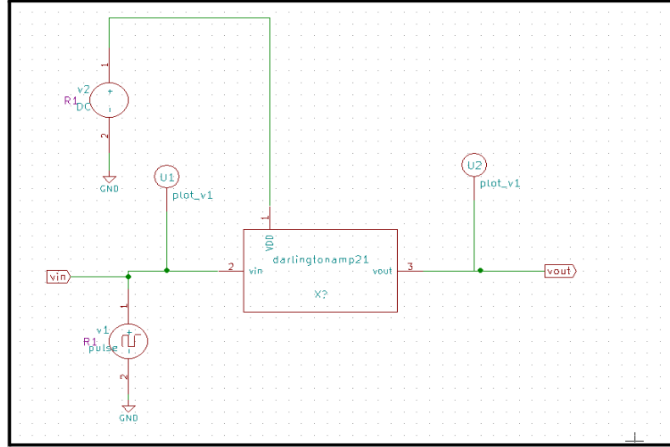 1
v2
+
R1
DC
-
2
GND
U1
plot_v1
U2
plot_v1
1
VDD
darlingtonamp21
vin
2
vin
vout
3
vout
X?
1
v1
+
R1
pulse
-
2
GND